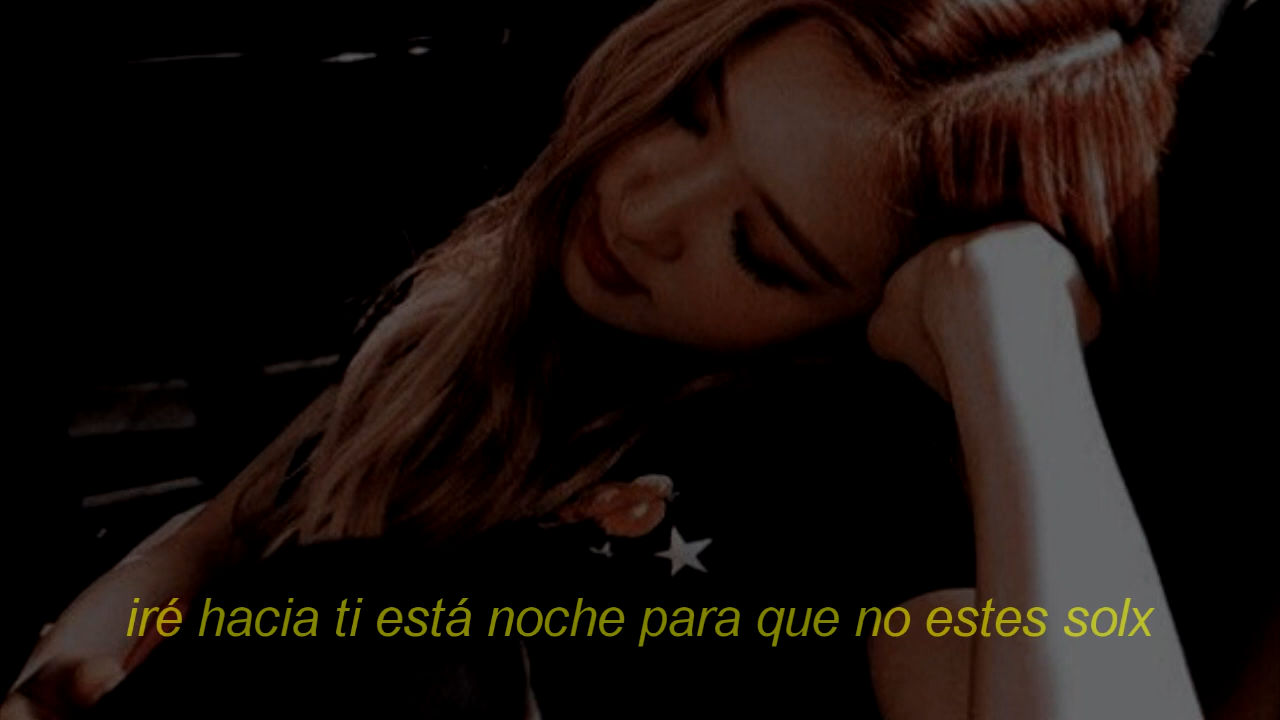 iré hacia ti está noche para que no estes solx